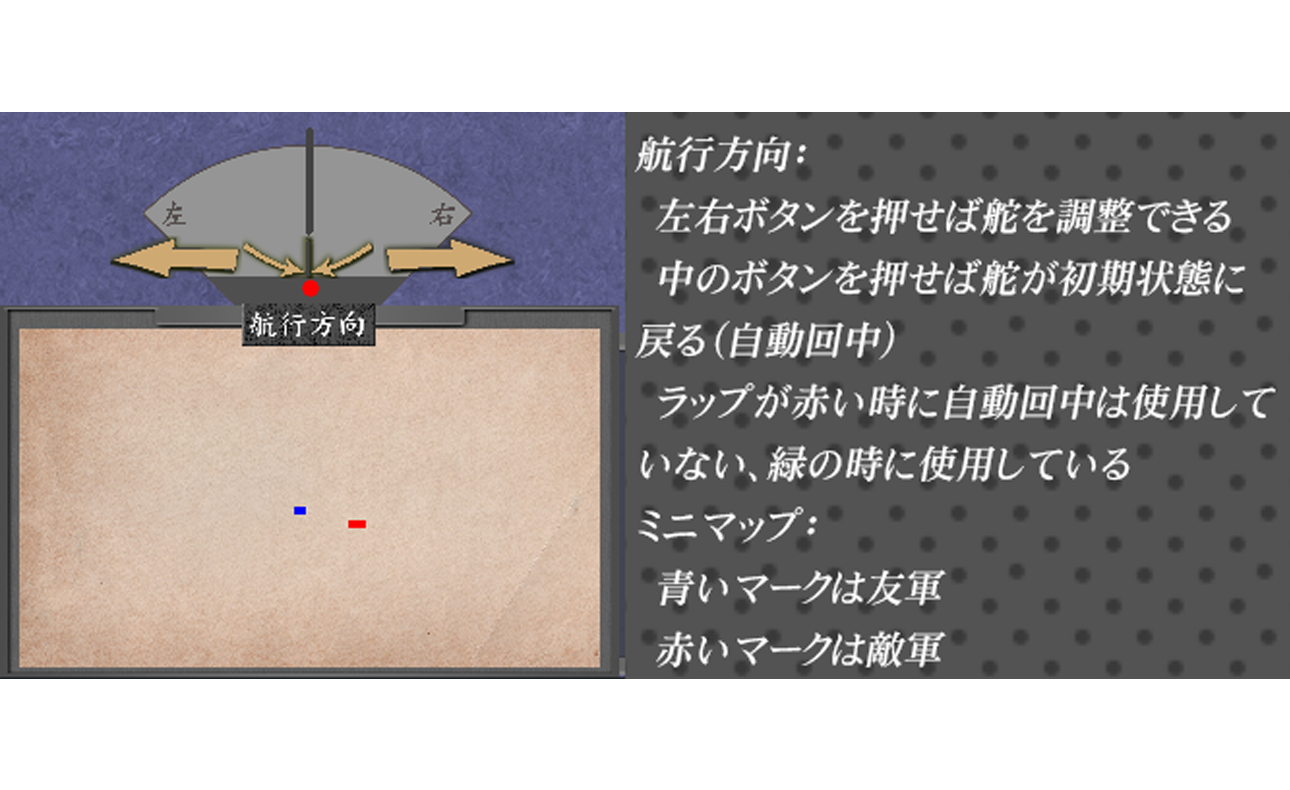 左
右
航行方向
航行方向：
左右ボタンを押せば舵を調整できる
中のボタンを押せば舵が初期状態に
戻る（自動回中）
ラップが赤い時に自動回中は使用して
いない、緑の時に使用している
ミニマップ：
青いマークは友軍
赤いマークは敵軍